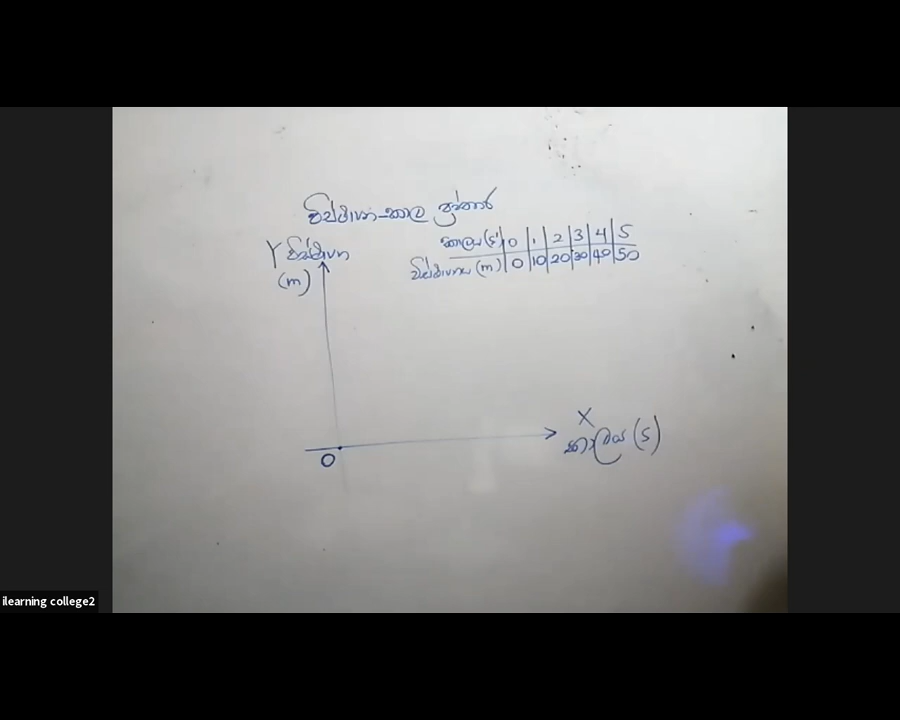 විස්ථාපන-කාල ප්‍රස්තාර
කාලය (s) 0 1 2 3 4 5
විස්ථාපනය (m) 0 10 20 30 40 50
Y විස්ථාපන
(m)
X
කාලය (s)
0
ilearning college2